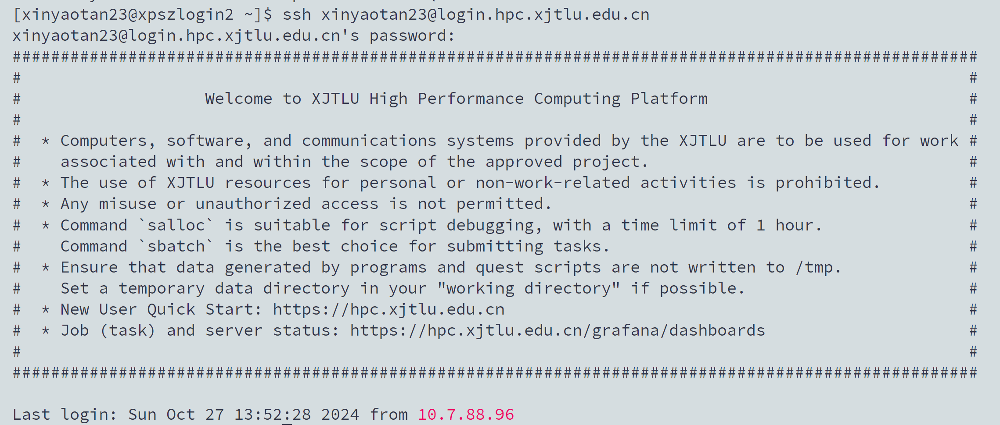 [xinyaotan23@xpszlogin2 ~]$ ssh xinyaotan23@login.hpc.xjtlu.edu.cn
xinyaotan23@login.hpc.xjtlu.edu.cn's password:
####################################################################################################
#                                                                                                  #
#                   Welcome to XJTLU High Performance Computing Platform                           #
#                                                                                                  #
#  * Computers, software, and communications systems provided by the XJTLU are to be used for work #
#    associated with and within the scope of the approved project.                                 #
#  * The use of XJTLU resources for personal or non-work-related activities is prohibited.         #
#  * Any misuse or unauthorized access is not permitted.                                           #
#  * Command `salloc` is suitable for script debugging, with a time limit of 1 hour.               #
#    Command `sbatch` is the best choice for submitting tasks.                                     #
#  * Ensure that data generated by programs and quest scripts are not written to /tmp.             #
#    Set a temporary data directory in your "working directory" if possible.                       #
#  * New User Quick Start: https://hpc.xjtlu.edu.cn                                                #
#  * Job (task) and server status: https://hpc.xjtlu.edu.cn/grafana/dashboards                     #
#                                                                                                  #
####################################################################################################
Last login: Sun Oct 27 13:52:28 2024 from 10.7.88.96